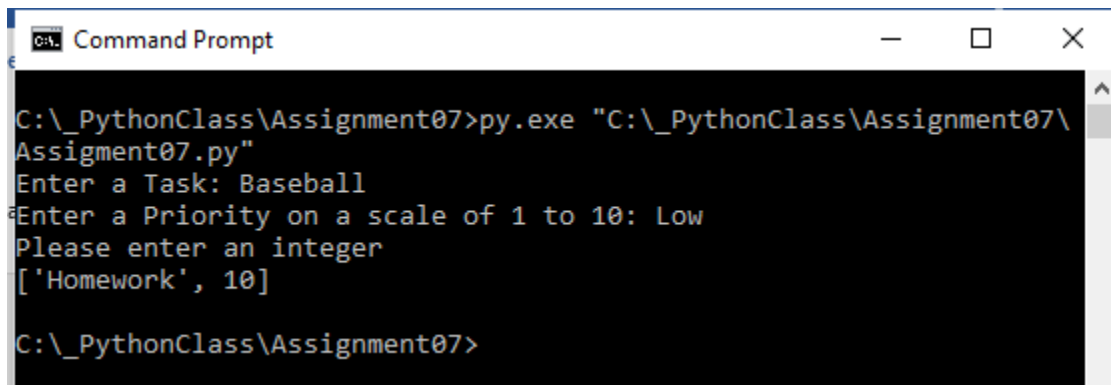 Command Prompt
C:\_PythonClass\Assignment07>py.exe "C:\_PythonClass\Assignment07\
Assigment07.py"
Enter a Task: Baseball
Enter a Priority on a scale of 1 to 10: Low
Please enter an integer
['Homework', 10]
C:\_PythonClass\Assignment07>